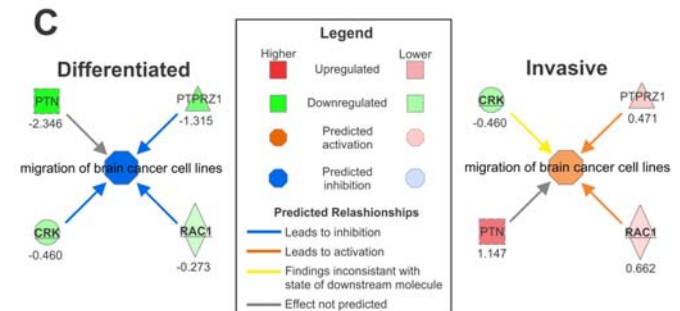 C
Differentiated
PTN
-2.346
PTPRZ1
-1.315
migration of brain cancer cell lines
CRK
-0.460
RAC1
-0.273
Legend
Higher
Lower
Upregulated
Downregulated
Predicted
activation
Predicted
inhibition
Predicted Relashionships
Leads to inhibition
Leads to activation
Findings inconsistant with
state of downstream molecule
Effect not predicted
Invasive
CRK
-0.460
PTPRZ1
0.471
migration of brain cancer cell lines
PTN
1.147
RAC1
0.662